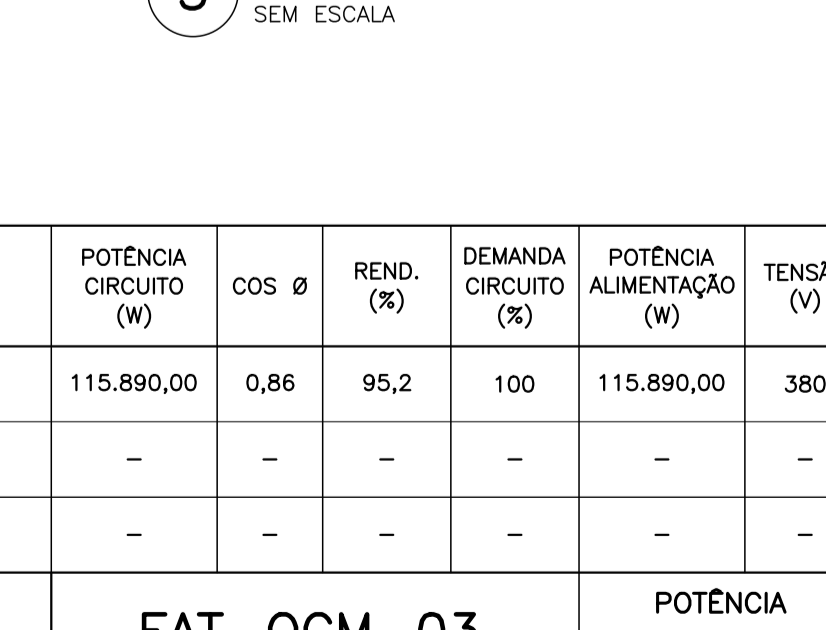 SEM ESCALA
POTÊNCIA
CIRCUITO
(W)
COS Ø
REND.
(%)
DEMANDA
CIRCUITO
(%)
POTÊNCIA
ALIMENTAÇÃO
(W)
(V)
115.890,00 0,86 95,2 100 115.890,00 380
– – – – – –
– – – – – –
POTÊNCIA